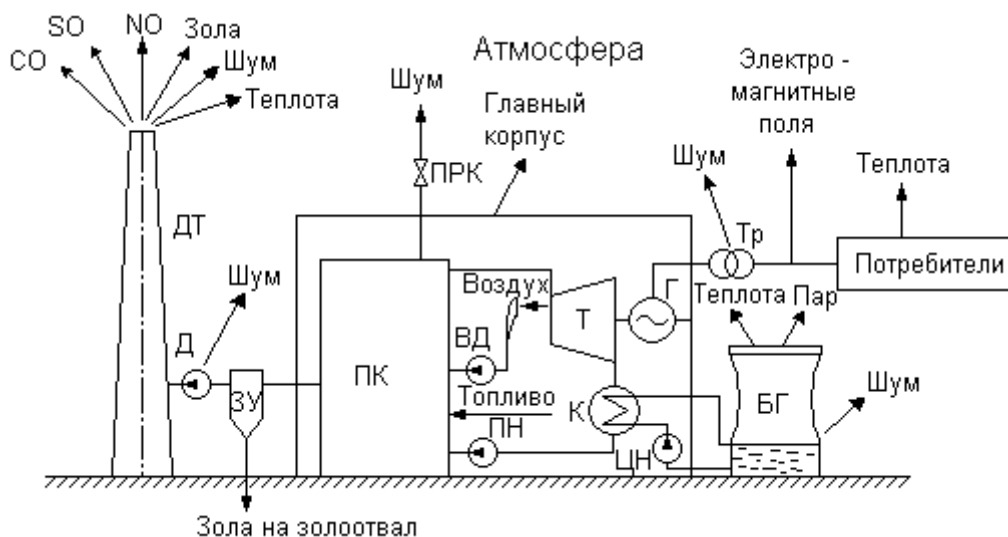 SO
NO
Зола
CO
Шум
Теплота
Атмосфера
Шум
Главный
корпус
Электро -
магнитные
поля
ПРК
Шум
Теплота
ДТ
Тр
Потребители
Шум
Воздух
Т
Г
Теплота
Пар
Д
ЗУ
ПК
ВД
Топливо
ПН
К
ЦН
БГ
Шум
Зола на золоотвал